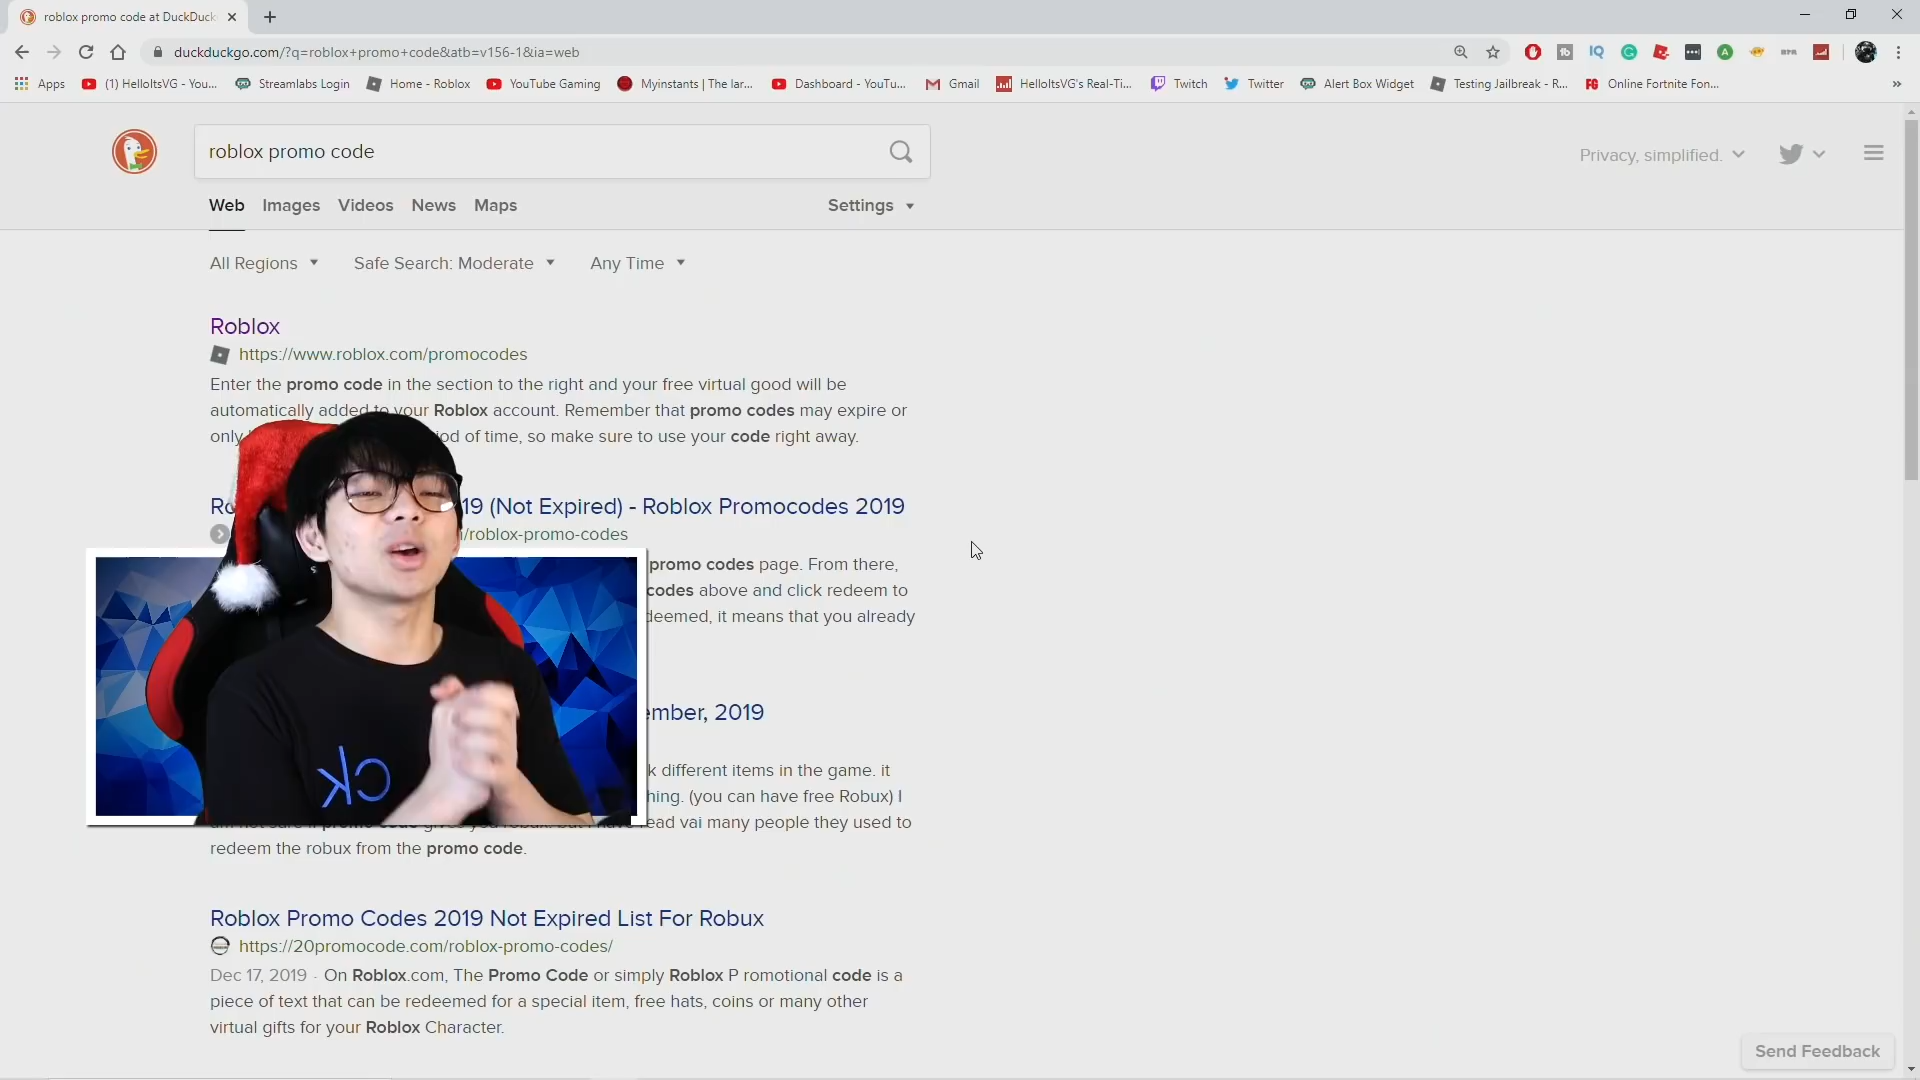 roblox promo code at DuckDuck
duckduckgo.com/?q=roblox+promo+code&atb=v156-1&ia=web
Apps (1) HelloItsVG - You... Streamlabs Login Home - Roblox YouTube Gaming Myinstants | The lar... Dashboard - YouTu... Gmail HelloItsVG's Real-Ti... Twitch Twitter Alert Box Widget Testing Jailbreak - R... FG Online Fortnite Fon... »
roblox promo code
Privacy, simplified.
Web Images Videos News Maps Settings
All Regions Safe Search: Moderate Any Time
Roblox
https://www.roblox.com/promocodes
Enter the promo code in the section to the right and your free virtual good will be
automatically added to your Roblox account. Remember that promo codes may expire or
only iod of time, so make sure to use your code right away.
Ro 19 (Not Expired) - Roblox Promocodes 2019
/roblox-promo-codes
promo codes page. From there,
codes above and click redeem to
deemed, it means that you already
ember, 2019
k different items in the game. it
hing. (you can have free Robux) I
read vai many people they used to
redeem the robux from the promo code.
Roblox Promo Codes 2019 Not Expired List For Robux
https://20promocode.com/roblox-promo-codes/
Dec 17, 2019 · On Roblox.com, The Promo Code or simply Roblox P romotional code is a
piece of text that can be redeemed for a special item, free hats, coins or many other
virtual gifts for your Roblox Character.
Send Feedback